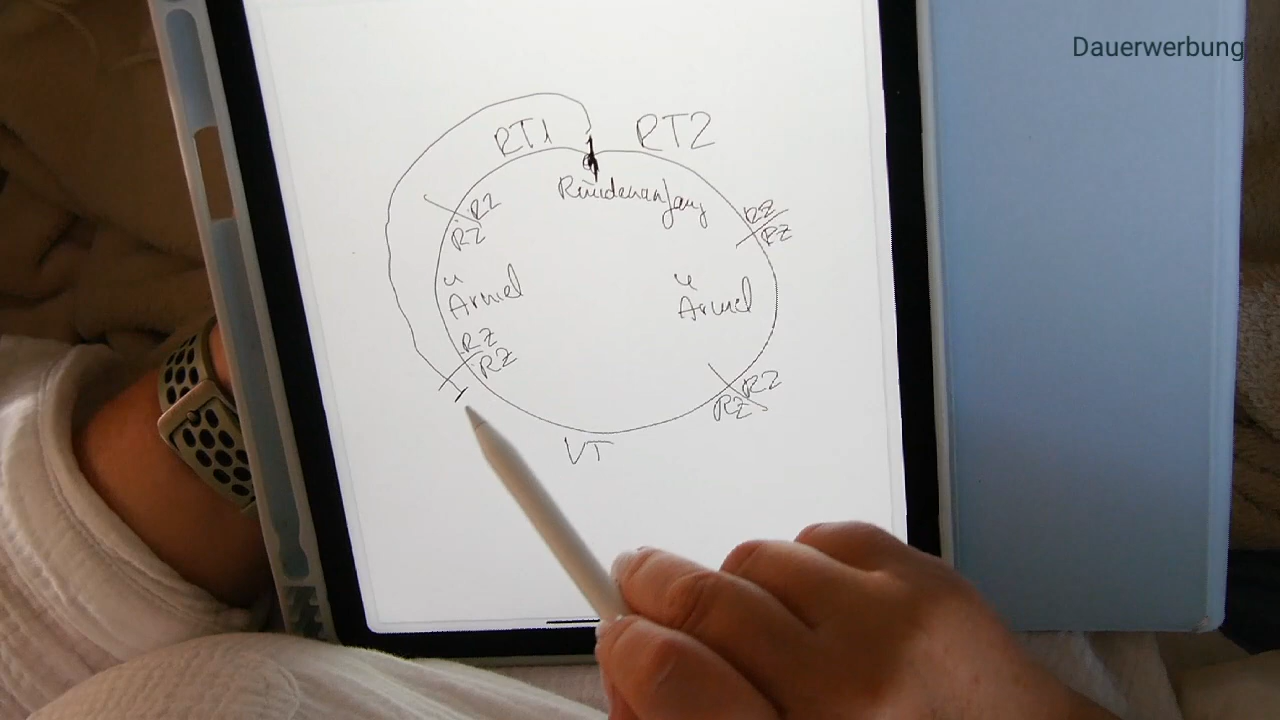 Dauerwerbung
RT1
RT2
Rundenanfang
RZ
RZ
RZ
RZ
Ärmel
Ärmel
RZ
RZ
RZ
RZ
VT